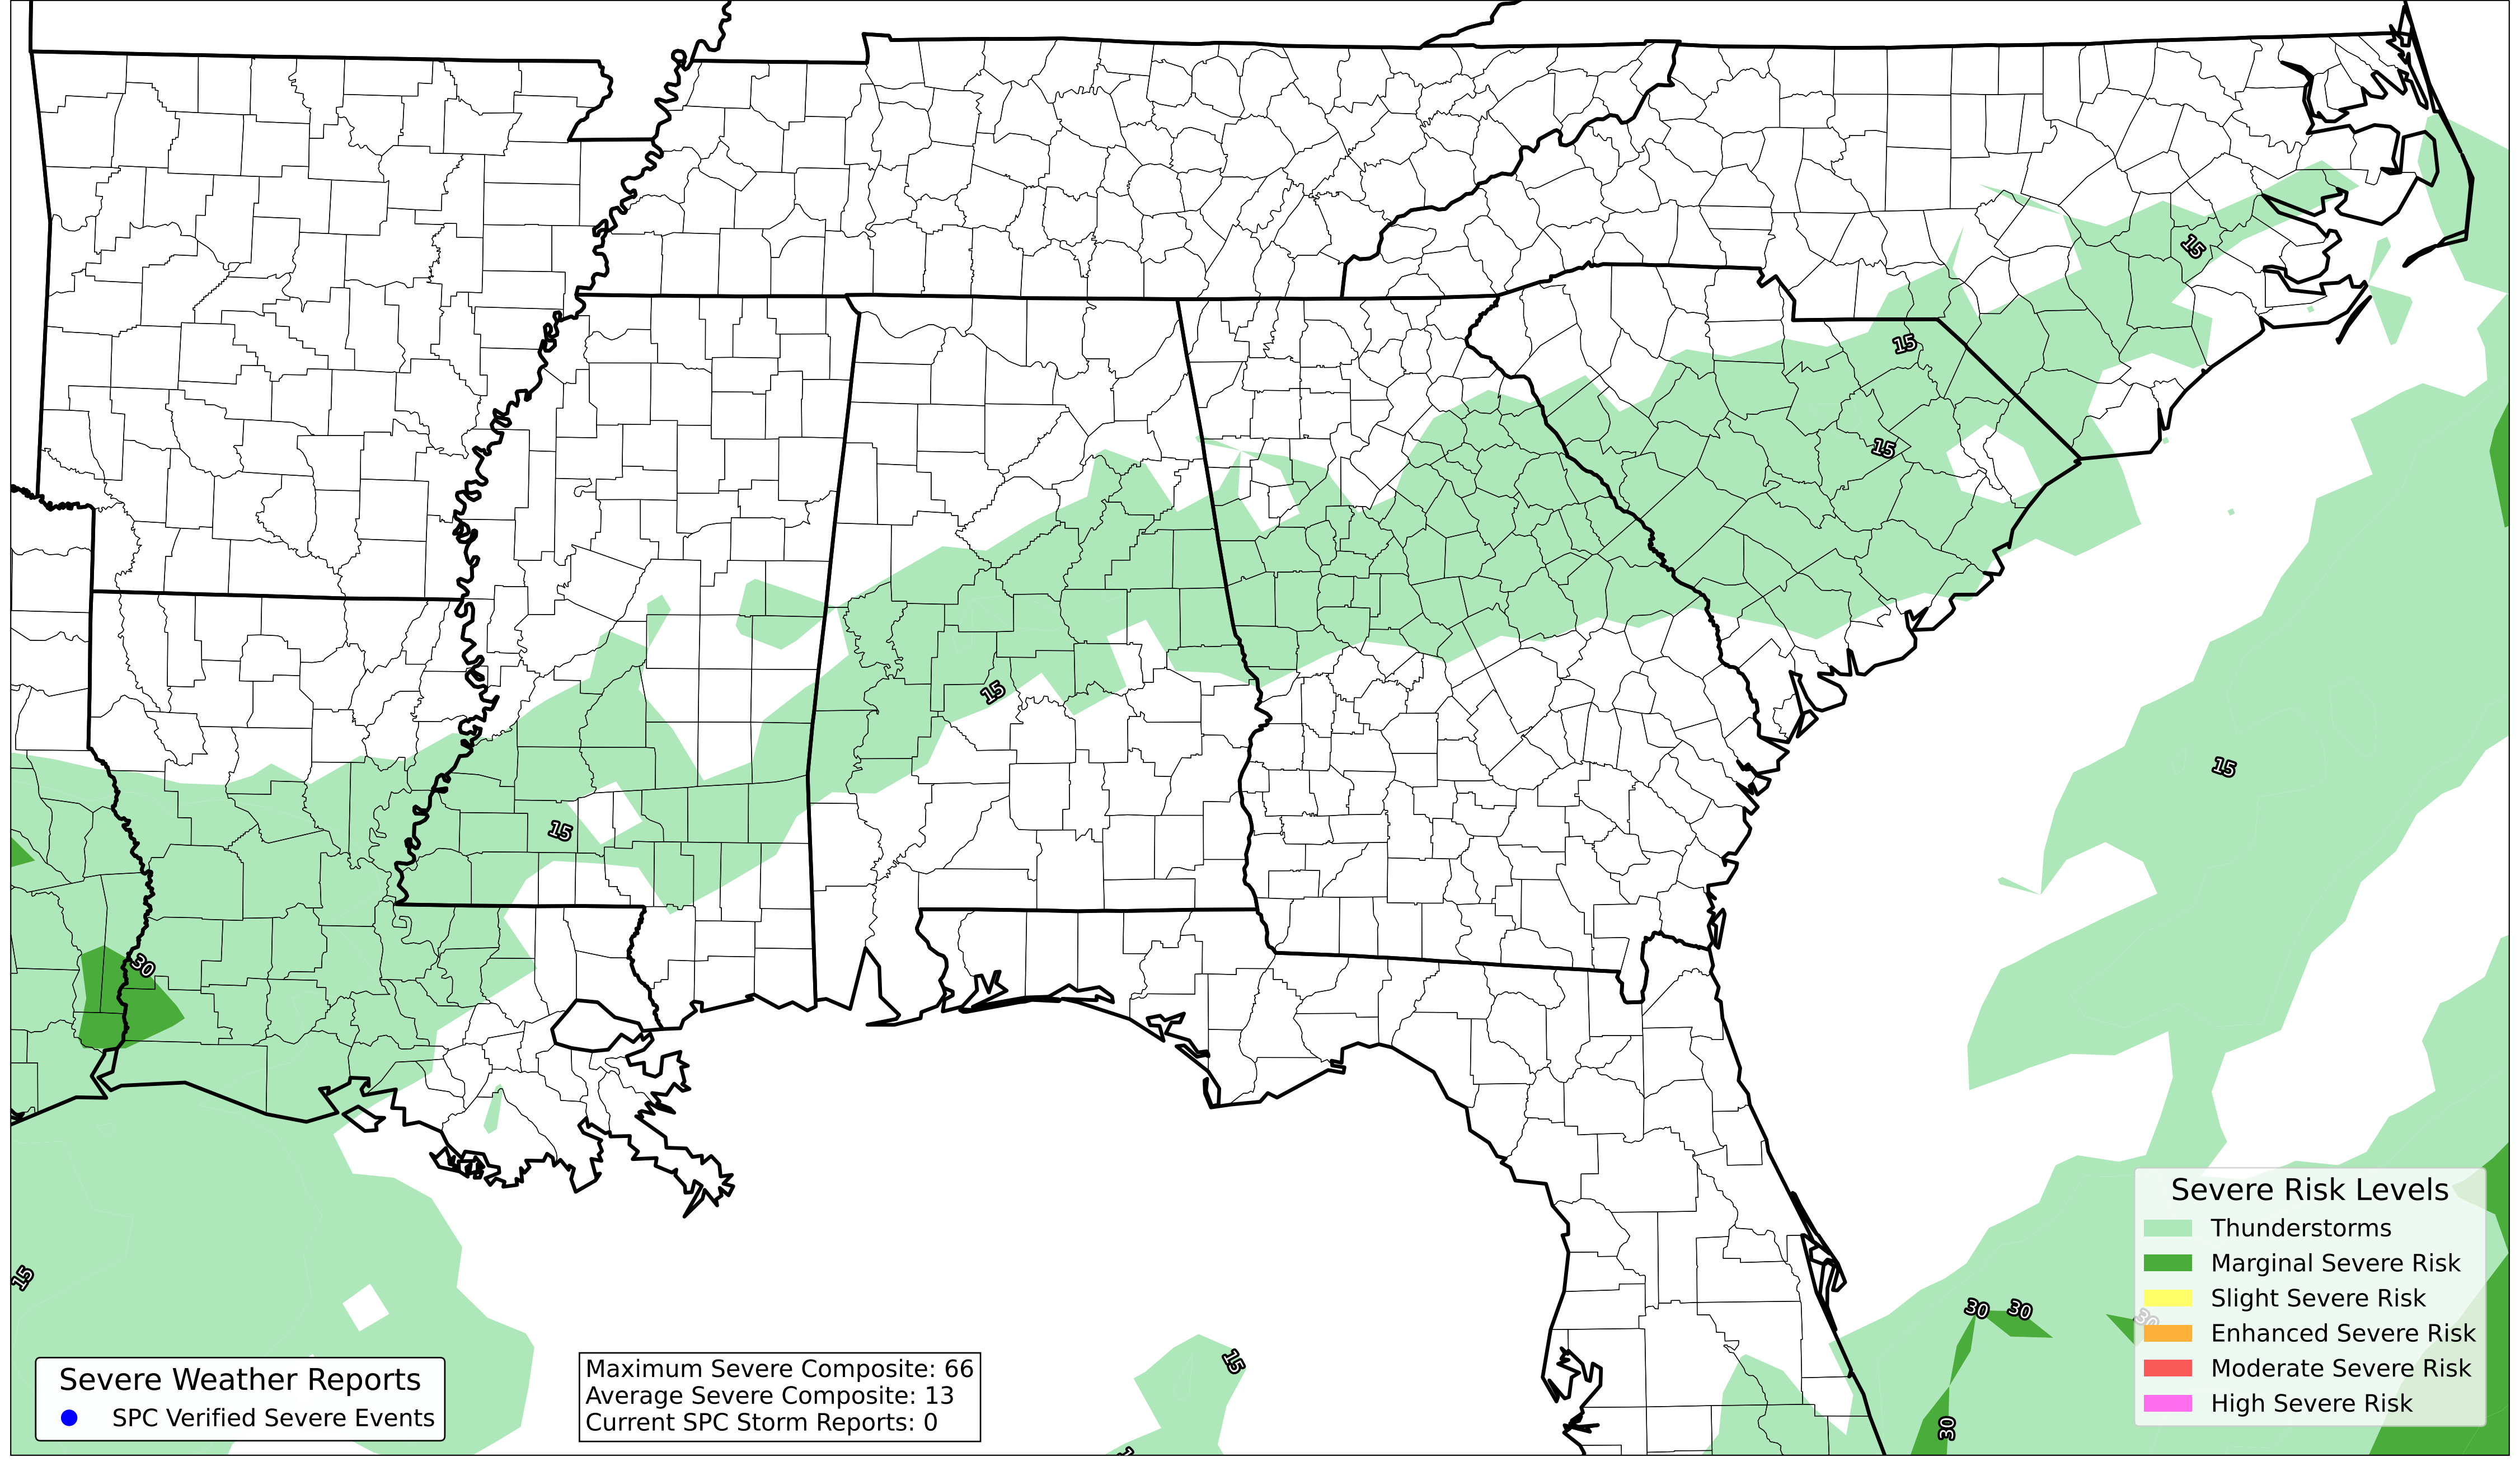 15
15
15
15
15
15
30
15
30
30
30
30
15
15
Severe Risk Levels
Thunderstorms
Marginal Severe Risk
Slight Severe Risk
Enhanced Severe Risk
Moderate Severe Risk
High Severe Risk
Severe Weather Reports
SPC Verified Severe Events
Maximum Severe Composite: 66
Average Severe Composite: 13
Current SPC Storm Reports: 0